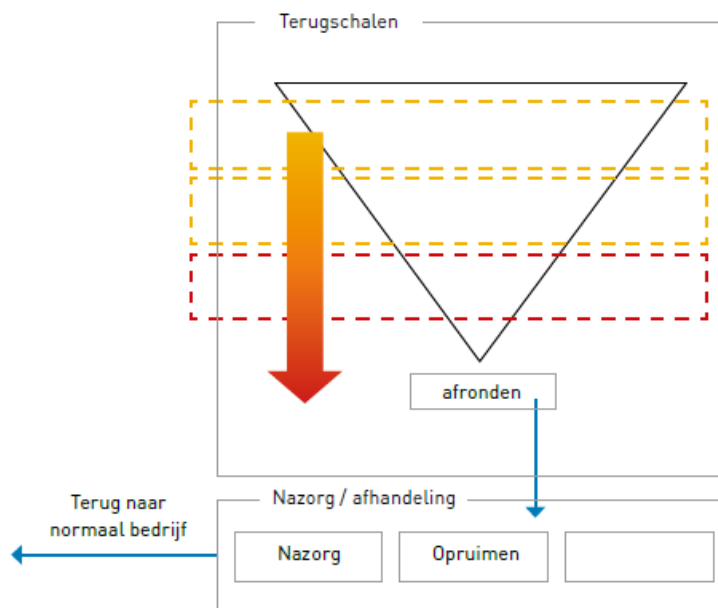 Terugschalen
afronden
Nazorg / afhandeling
Terug naar
normaal bedrijf
Nazorg
Opruimen